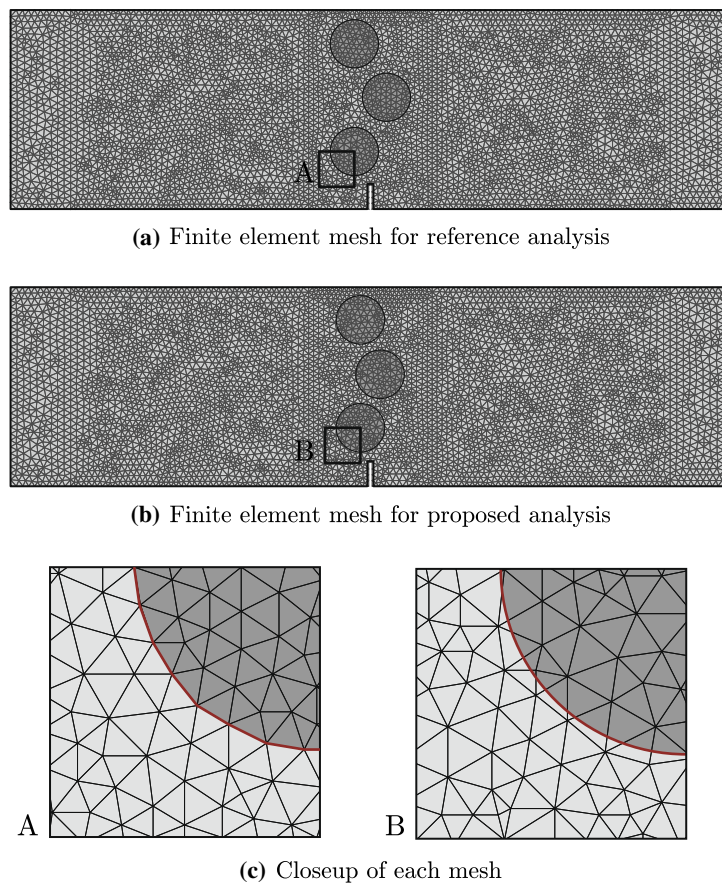 A
(a) Finite element mesh for reference analysis
B
(b) Finite element mesh for proposed analysis
A
B
(c) Closeup of each mesh